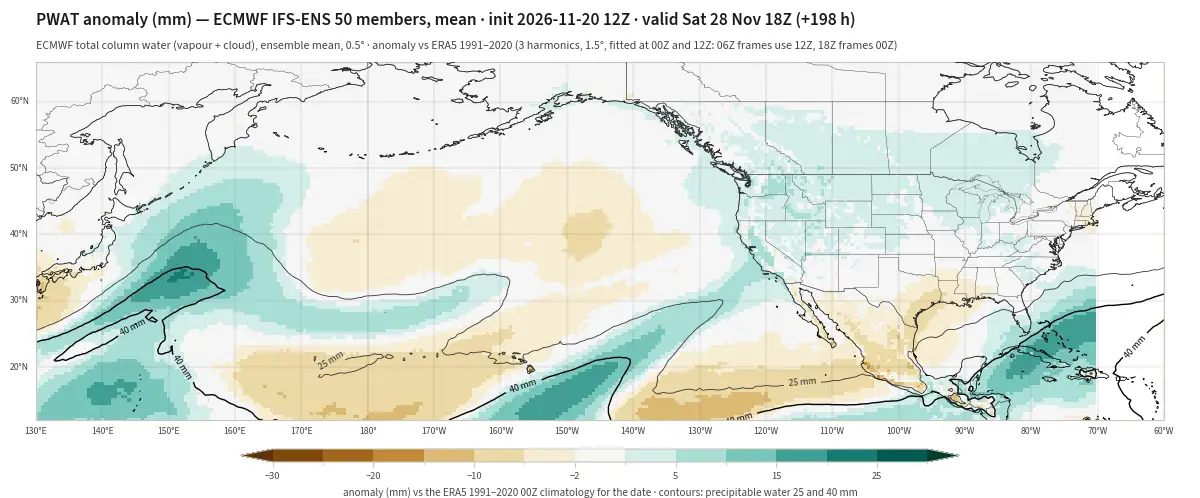 PWAT anomaly (mm) — ECMWF IFS-ENS 50 members, mean · init 2026-11-20 12Z · valid Sat 28 Nov 18Z (+198 h)
ECMWF total column water (vapour + cloud), ensemble mean, 0.5° · anomaly vs ERA5 1991–2020 (3 harmonics, 1.5°, fitted at 00Z and 12Z: 06Z frames use 12Z, 18Z frames 00Z)
60°N
50°N
40°N
30°N
20°N
40 mm
40 mm
25 mm
40 mm
25 mm
40 mm
130°E 140°E 150°E 160°E 170°E 180° 170°W 160°W 150°W 140°W 130°W 120°W 110°W 100°W 90°W 80°W 70°W 60°W
−30 −20 −10 −2 5 15 25
anomaly (mm) vs the ERA5 1991–2020 00Z climatology for the date · contours: precipitable water 25 and 40 mm